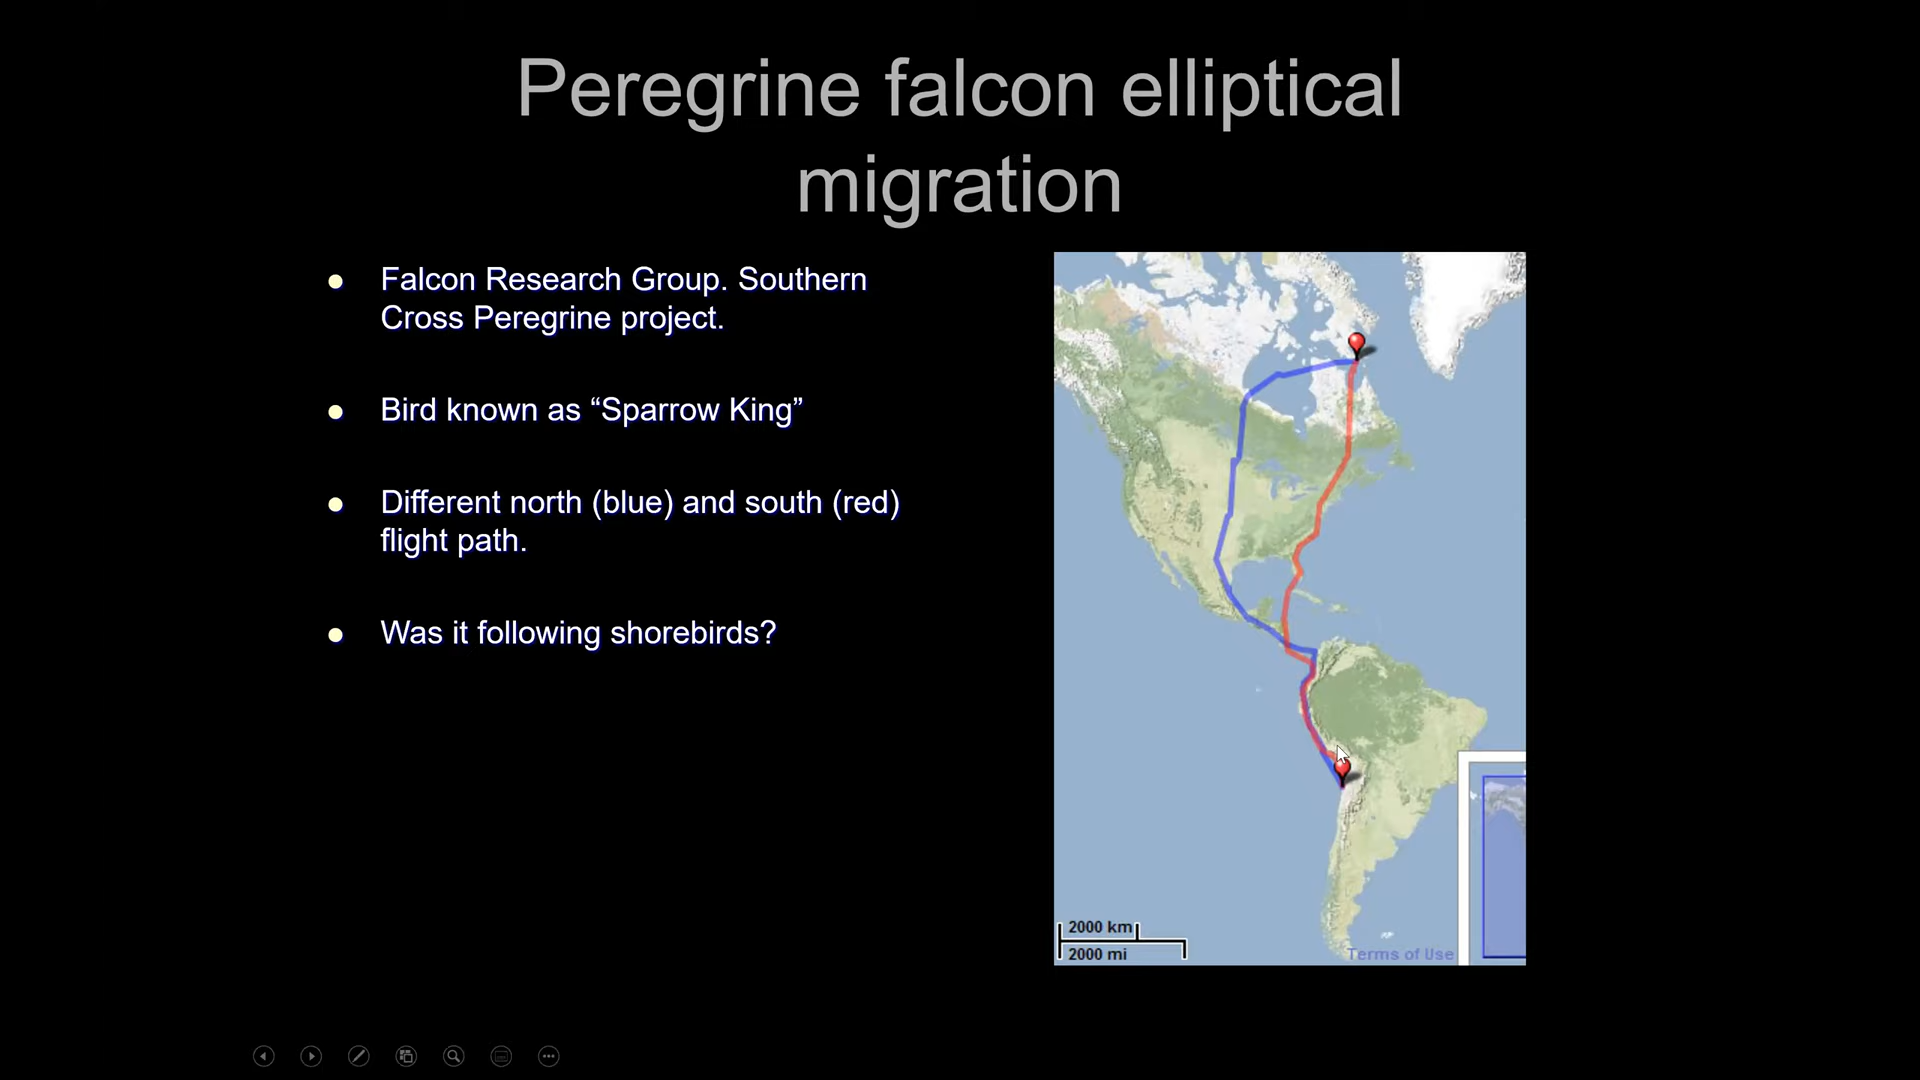 Peregrine falcon elliptical
migration
Falcon Research Group. Southern
Cross Peregrine project.
Bird known as “Sparrow King”
Different north (blue) and south (red)
flight path.
Was it following shorebirds?
2000 km
2000 mi
Terms of Use